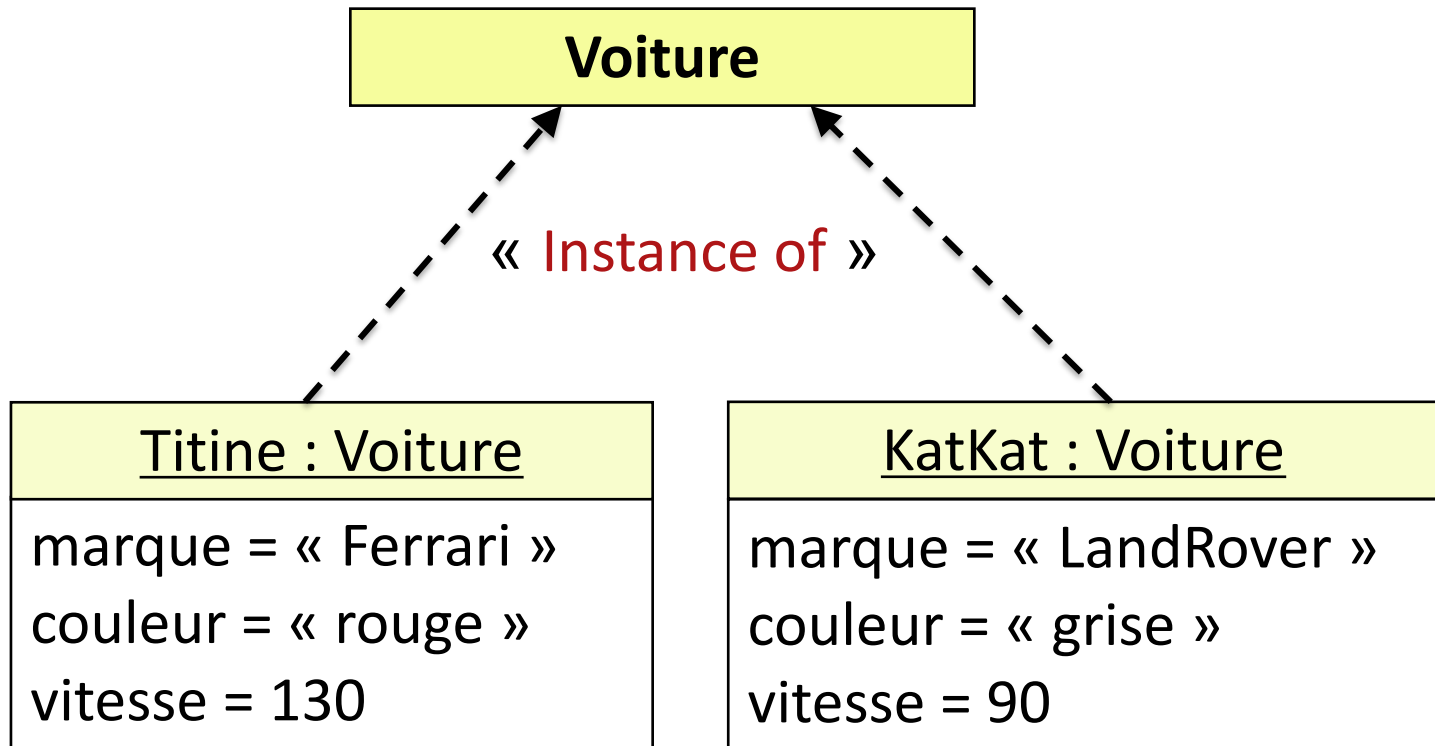 Voiture
« Instance of »
Titine : Voiture
marque = « Ferrari »
couleur = « rouge »
vitesse = 130
KatKat : Voiture
marque = « LandRover »
couleur = « grise »
vitesse = 90